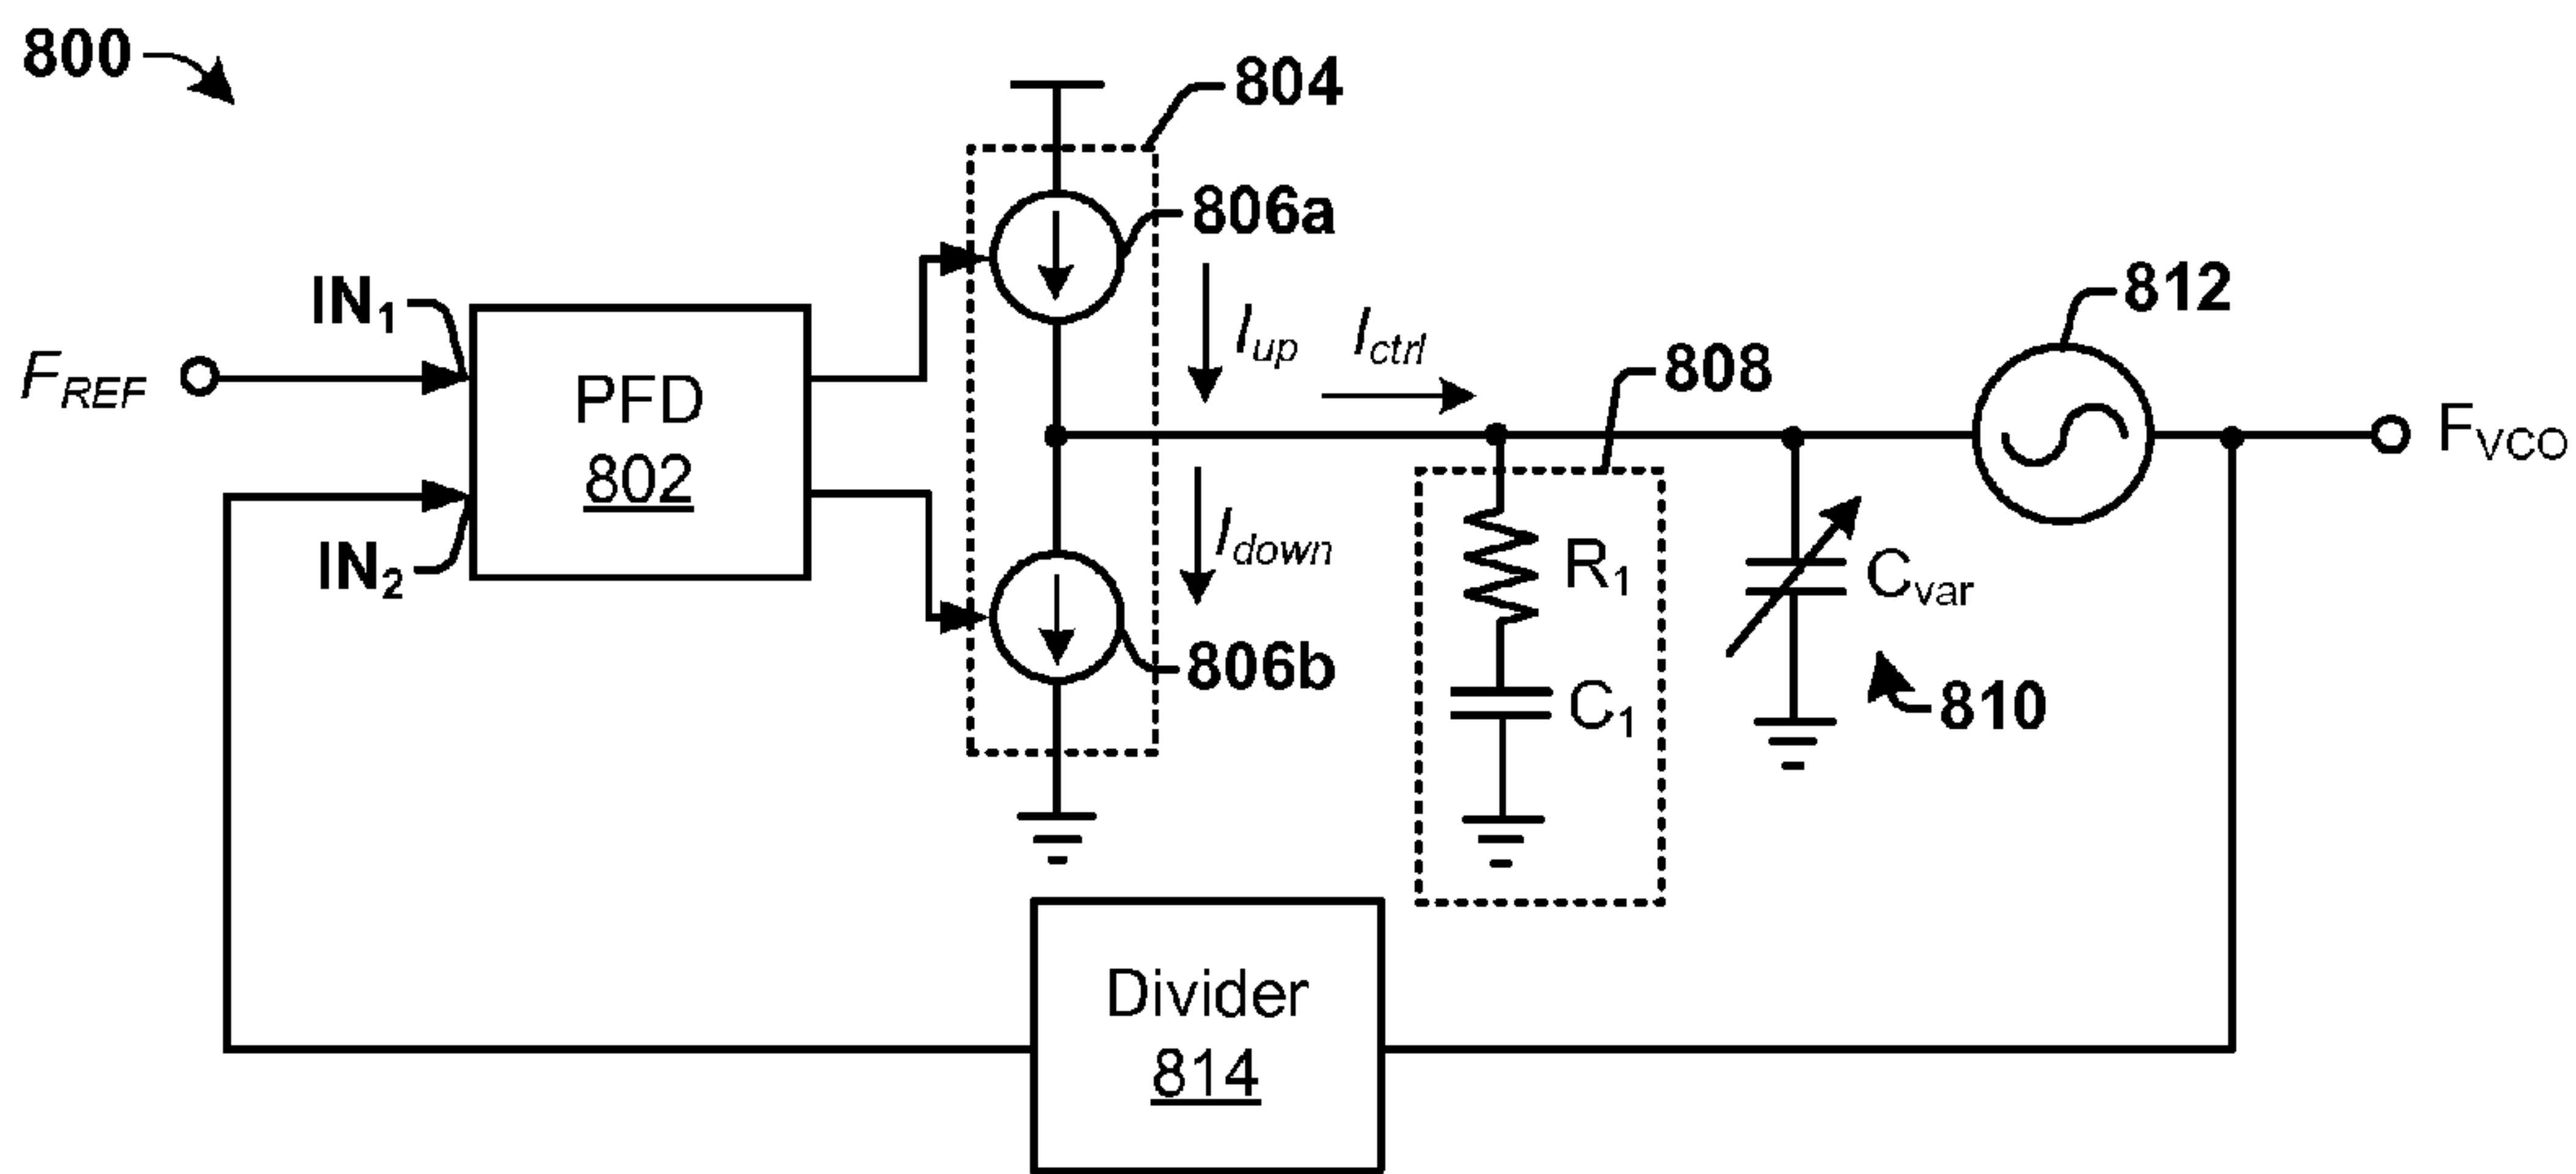 800
804
806a
IN1
FREF
PFD
802
IN2
Iup
Ictrl
Idown
806b
808
R1
C1
Cvar
810
812
FVCO
Divider
814